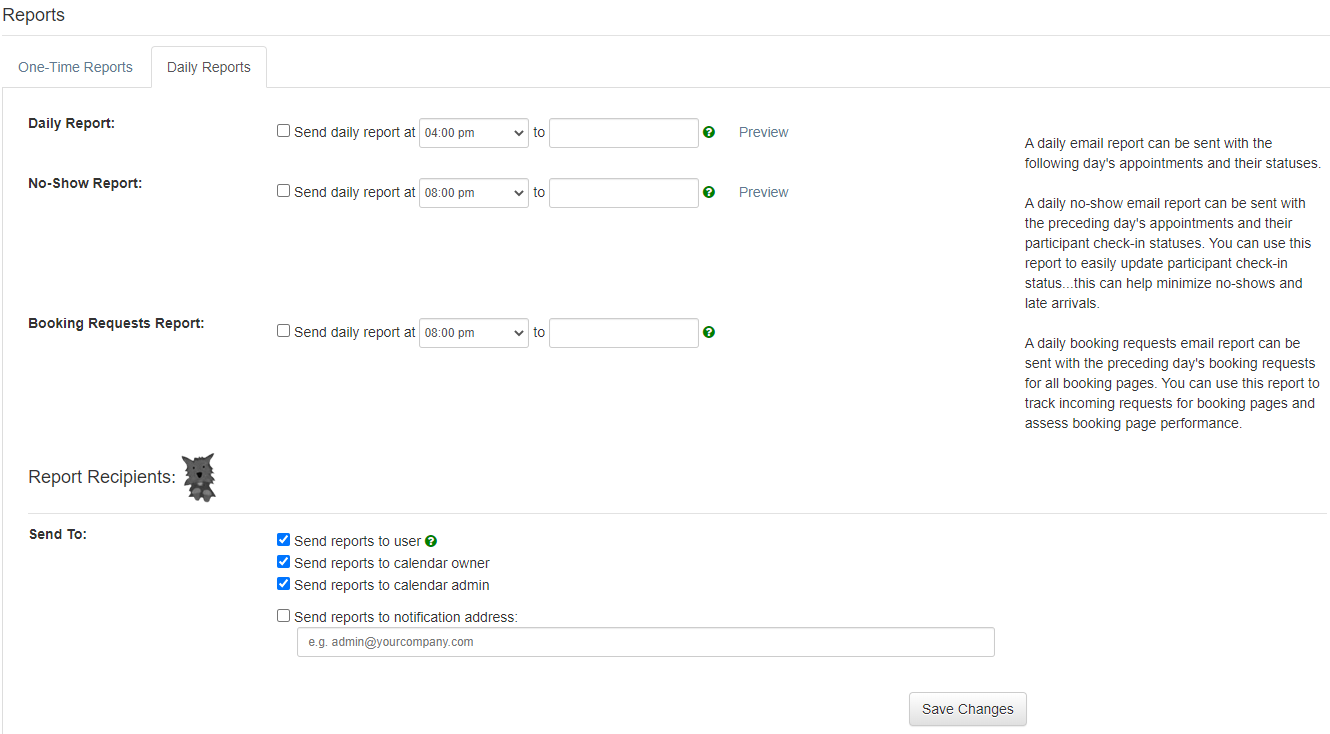 Reports
One-Time Reports
Daily Reports
Daily Report:
Send daily report at 04:00 pm to ? Preview
No-Show Report:
Send daily report at 08:00 pm to ? Preview
Booking Requests Report:
Send daily report at 08:00 pm to ?
A daily email report can be sent with the
following day's appointments and their statuses.
A daily no-show email report can be sent with
the preceding day's appointments and their
participant check-in statuses. You can use this
report to easily update participant check-in
status...this can help minimize no-shows and
late arrivals.
A daily booking requests email report can be
sent with the preceding day's booking requests
for all booking pages. You can use this report to
track incoming requests for booking pages and
assess booking page performance.
Report Recipients:
Send To:
Send reports to user ?
Send reports to calendar owner
Send reports to calendar admin
Send reports to notification address:
e.g. admin@yourcompany.com
Save Changes